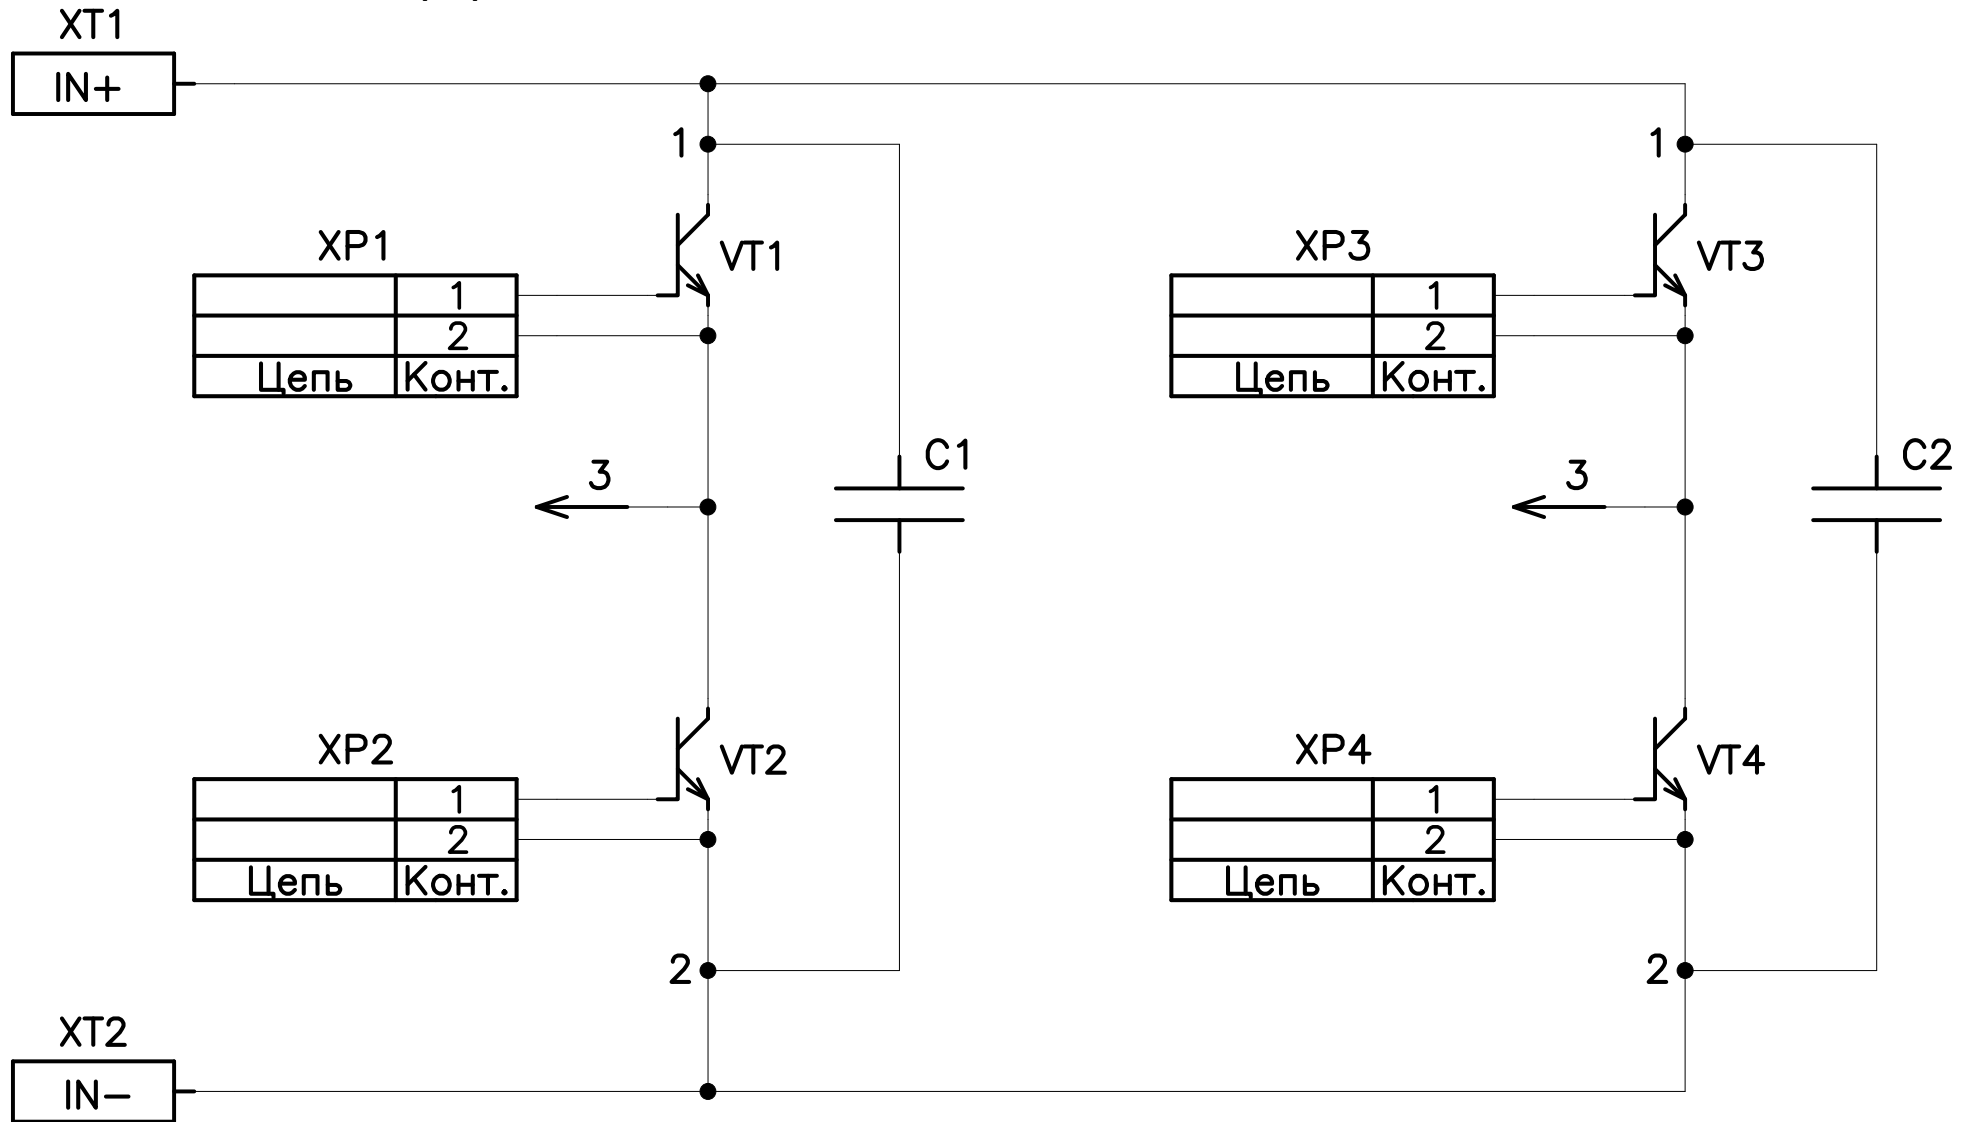 XT1
IN+
1
1
XP1
VT1
XP3
VT3
1
1
2
2
Цепь Конт.
Цепь Конт.
C1
C2
3
3
XP2
VT2
XP4
VT4
1
1
2
2
Цепь Конт.
Цепь Конт.
2
2
XT2
IN−